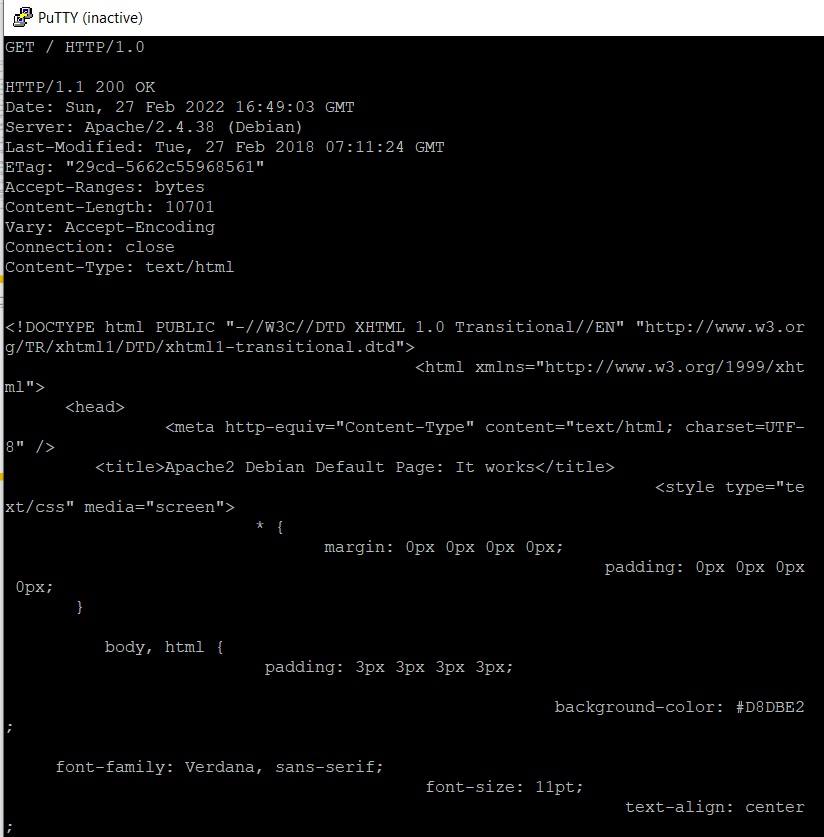 PuTTY (inactive)
GET / HTTP/1.0
HTTP/1.1 200 OK
Date: Sun, 27 Feb 2022 16:49:03 GMT
Server: Apache/2.4.38 (Debian)
Last-Modified: Tue, 27 Feb 2018 07:11:24 GMT
ETag: "29cd-5662c55968561"
Accept-Ranges: bytes
Content-Length: 10701
Vary: Accept-Encoding
Connection: close
Content-Type: text/html
<!DOCTYPE html PUBLIC "-//W3C//DTD XHTML 1.0 Transitional//EN" "http://www.w3.or
g/TR/xhtml1/DTD/xhtml1-transitional.dtd">
<html xmlns="http://www.w3.org/1999/xht
ml">
<head>
<meta http-equiv="Content-Type" content="text/html; charset=UTF-
8" />
<title>Apache2 Debian Default Page: It works</title>
<style type="te
xt/css" media="screen">
* {
margin: 0px 0px 0px 0px;
padding: 0px 0px 0px
0px;
}
body, html {
padding: 3px 3px 3px 3px;
background-color: #D8DBE2
;
font-family: Verdana, sans-serif;
font-size: 11pt;
text-align: center
;